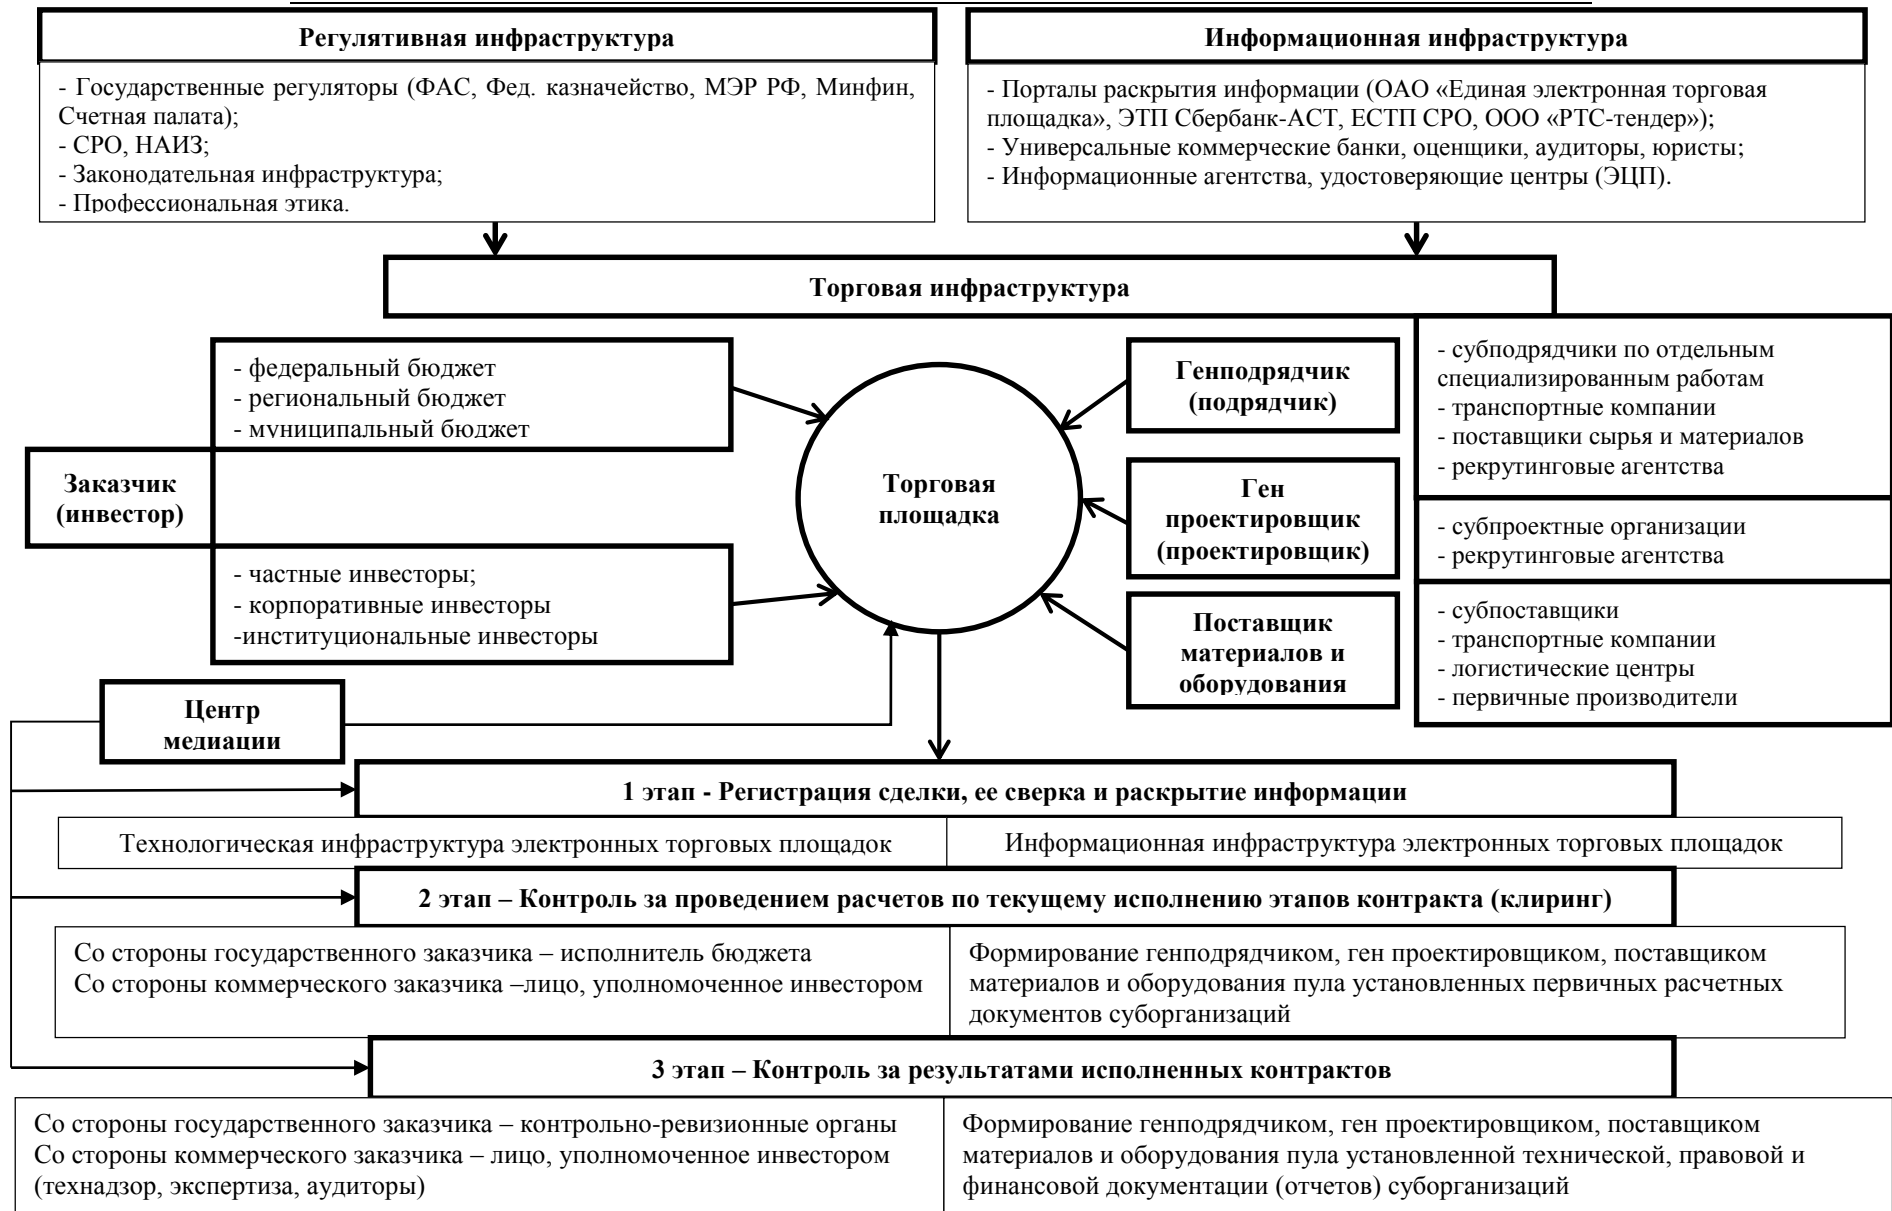 Регулятивная инфраструктура
- Государственные регуляторы (ФАС, Фед. казначейство, МЭР РФ, Минфин,
Счетная палата);
- СРО, НАИЗ;
- Законодательная инфраструктура;
- Профессиональная этика.
Информационная инфраструктура
- Порталы раскрытия информации (ОАО «Единая электронная торговая
площадка», ЭТП Сбербанк-АСТ, ЕСТП СРО, ООО «РТС-тендер»);
- Универсальные коммерческие банки, оценщики, аудиторы, юристы;
- Информационные агентства, удостоверяющие центры (ЭЦП).
Торговая инфраструктура
- федеральный бюджет
- региональный бюджет
- муниципальный бюджет
Заказчик
(инвестор)
- частные инвесторы;
- корпоративные инвесторы
-институциональные инвесторы
Торговая
площадка
Генподрядчик
(подрядчик)
Ген
проектировщик
(проектировщик)
Поставщик
материалов и
оборудования
- субподрядчики по отдельным
специализированным работам
- транспортные компании
- поставщики сырья и материалов
- рекрутинговые агентства
- субпроектные организации
- рекрутинговые агентства
- субпоставщики
- транспортные компании
- логистические центры
- первичные производители
Центр
медиации
1 этап - Регистрация сделки, ее сверка и раскрытие информации
Технологическая инфраструктура электронных торговых площадок
Информационная инфраструктура электронных торговых площадок
2 этап – Контроль за проведением расчетов по текущему исполнению этапов контракта (клиринг)
Со стороны государственного заказчика – исполнитель бюджета
Со стороны коммерческого заказчика –лицо, уполномоченное инвестором
Формирование генподрядчиком, ген проектировщиком, поставщиком
материалов и оборудования пула установленных первичных расчетных
документов суборганизаций
3 этап – Контроль за результатами исполненных контрактов
Со стороны государственного заказчика – контрольно-ревизионные органы
Со стороны коммерческого заказчика – лицо, уполномоченное инвестором
(технадзор, экспертиза, аудиторы)
Формирование генподрядчиком, ген проектировщиком, поставщиком
материалов и оборудования пула установленной технической, правовой и
финансовой документации (отчетов) суборганизаций